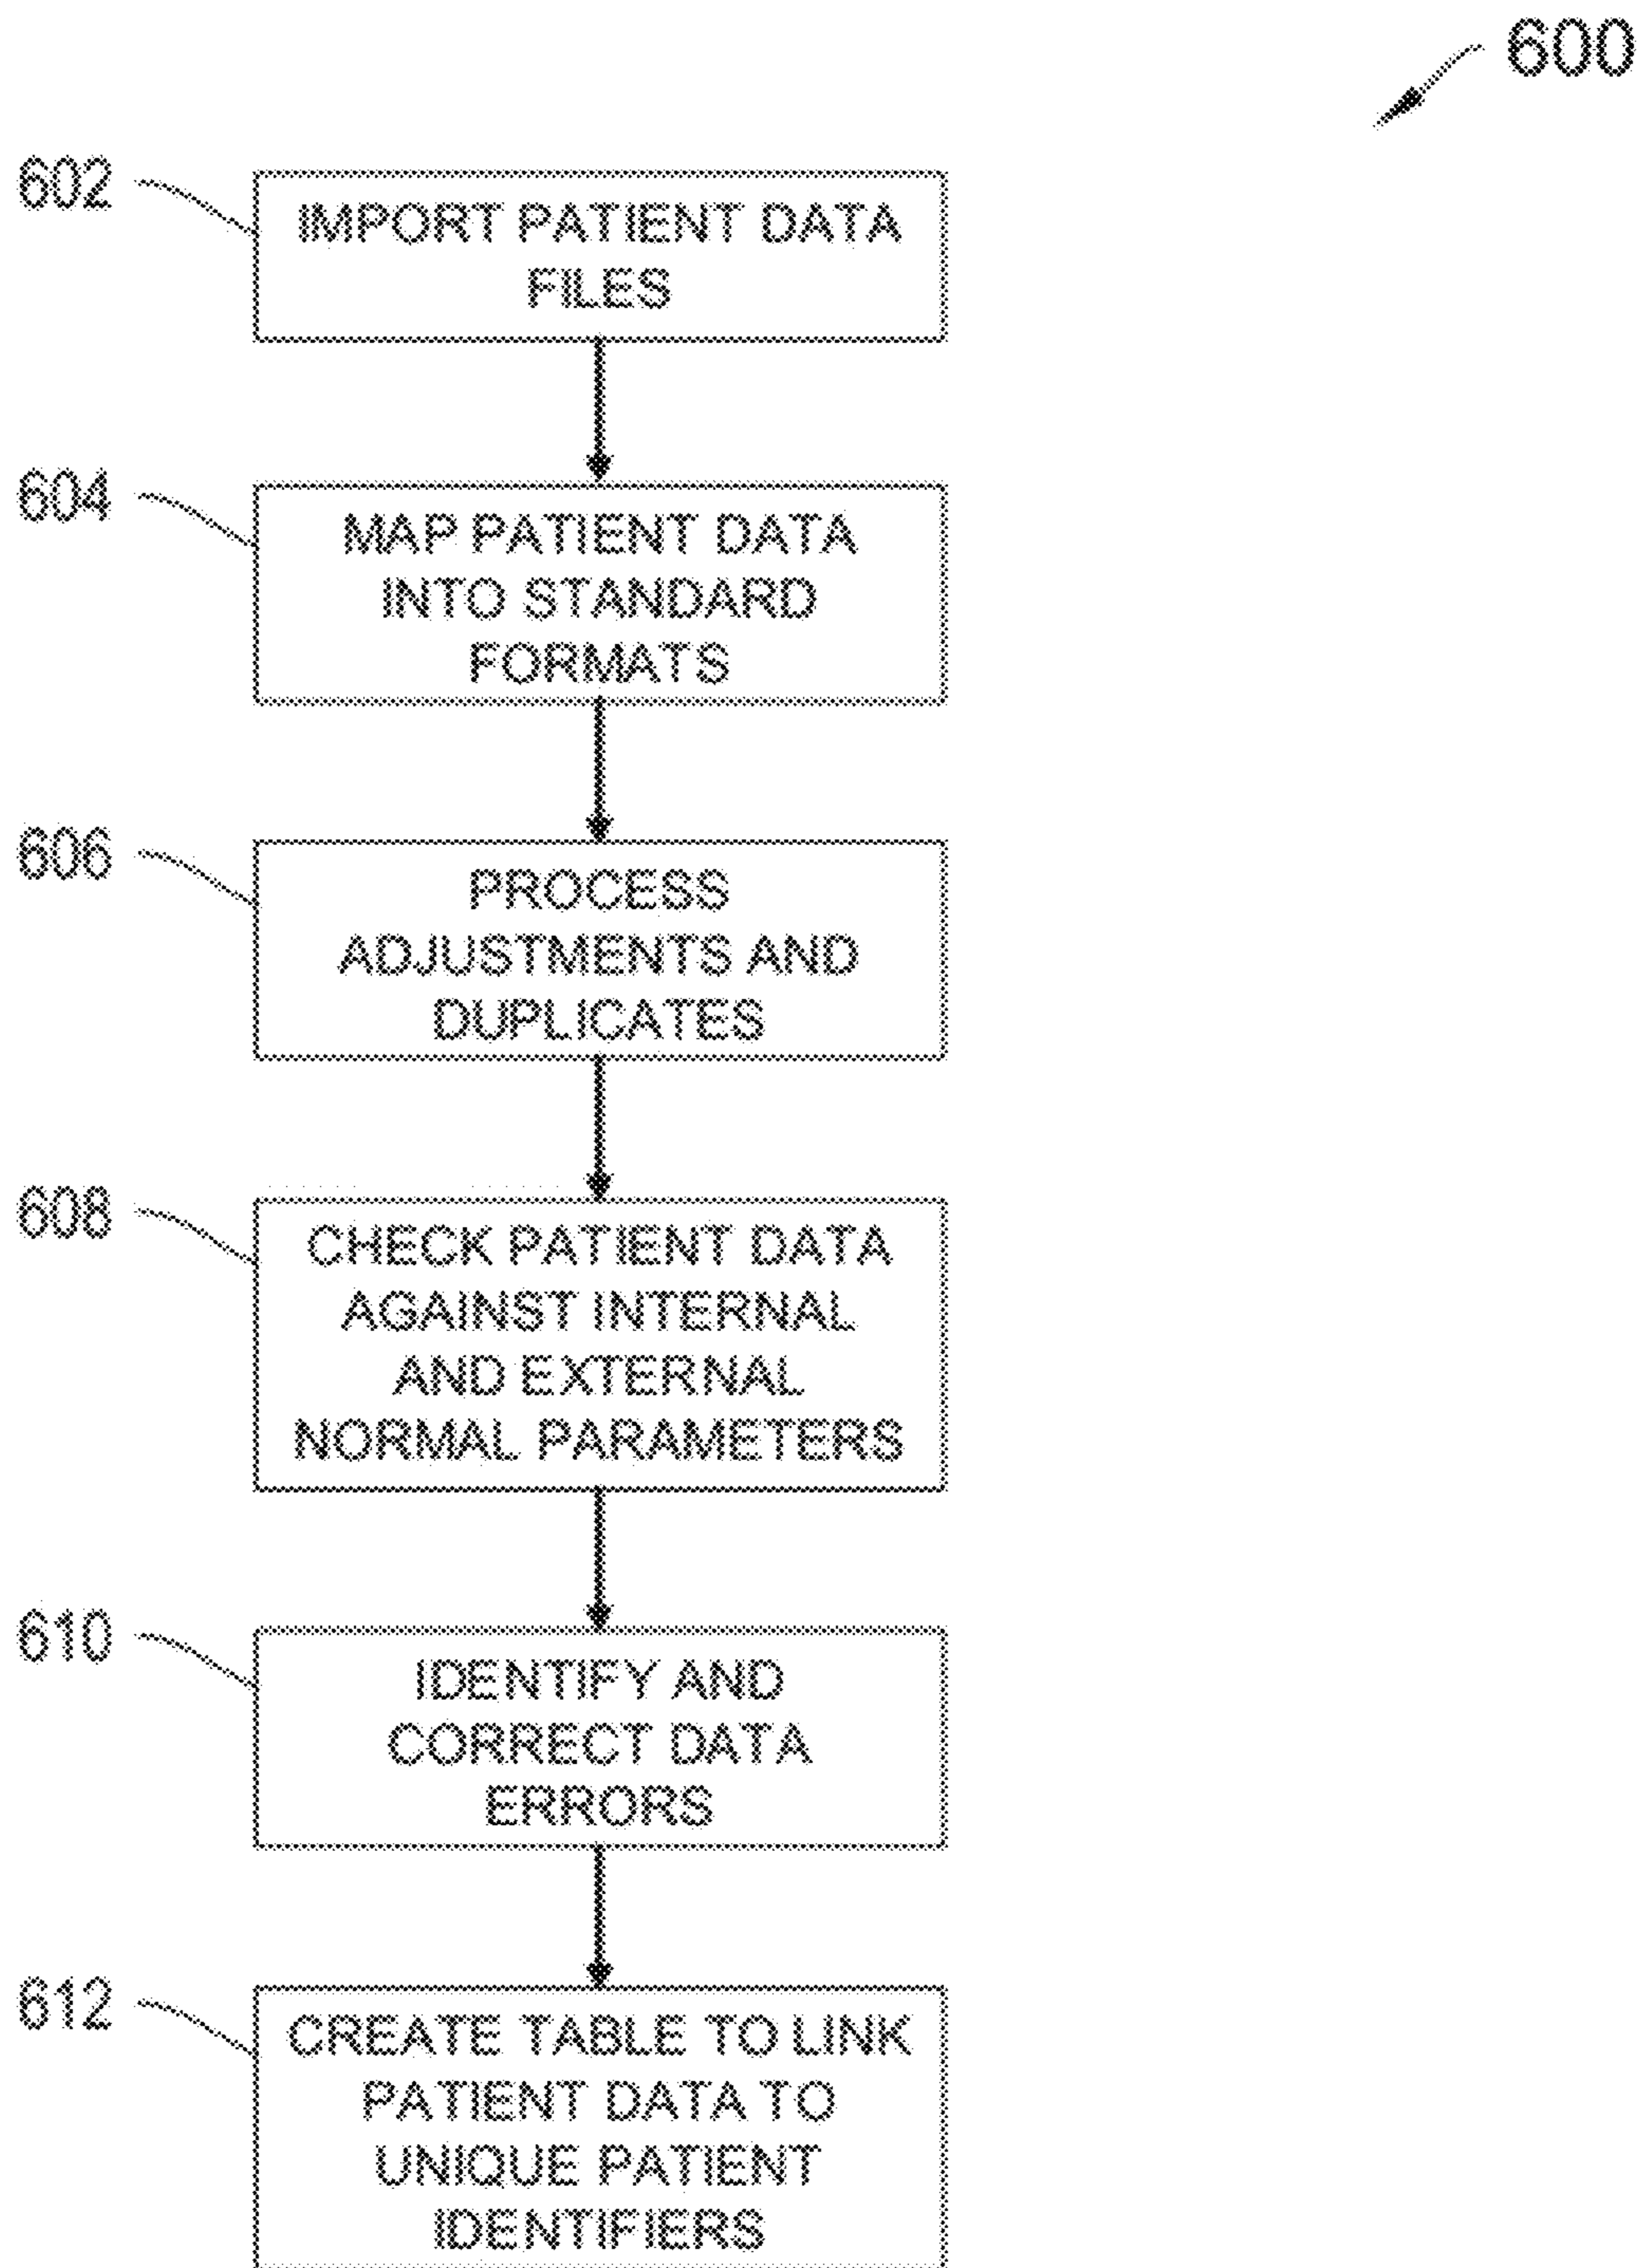 600
602
IMPORT PATIENT DATA
FILES
604
MAP PATIENT DATA
INTO STANDARD
FORMATS
606
PROCESS
ADJUSTMENTS AND
DUPLICATES
608
CHECK PATIENT DATA
AGAINST INTERNAL
AND EXTERNAL
NORMAL PARAMETERS
610
IDENTIFY AND
CORRECT DATA
ERRORS
612
CREATE TABLE TO LINK
PATIENT DATA TO
UNIQUE PATIENT
IDENTIFIERS